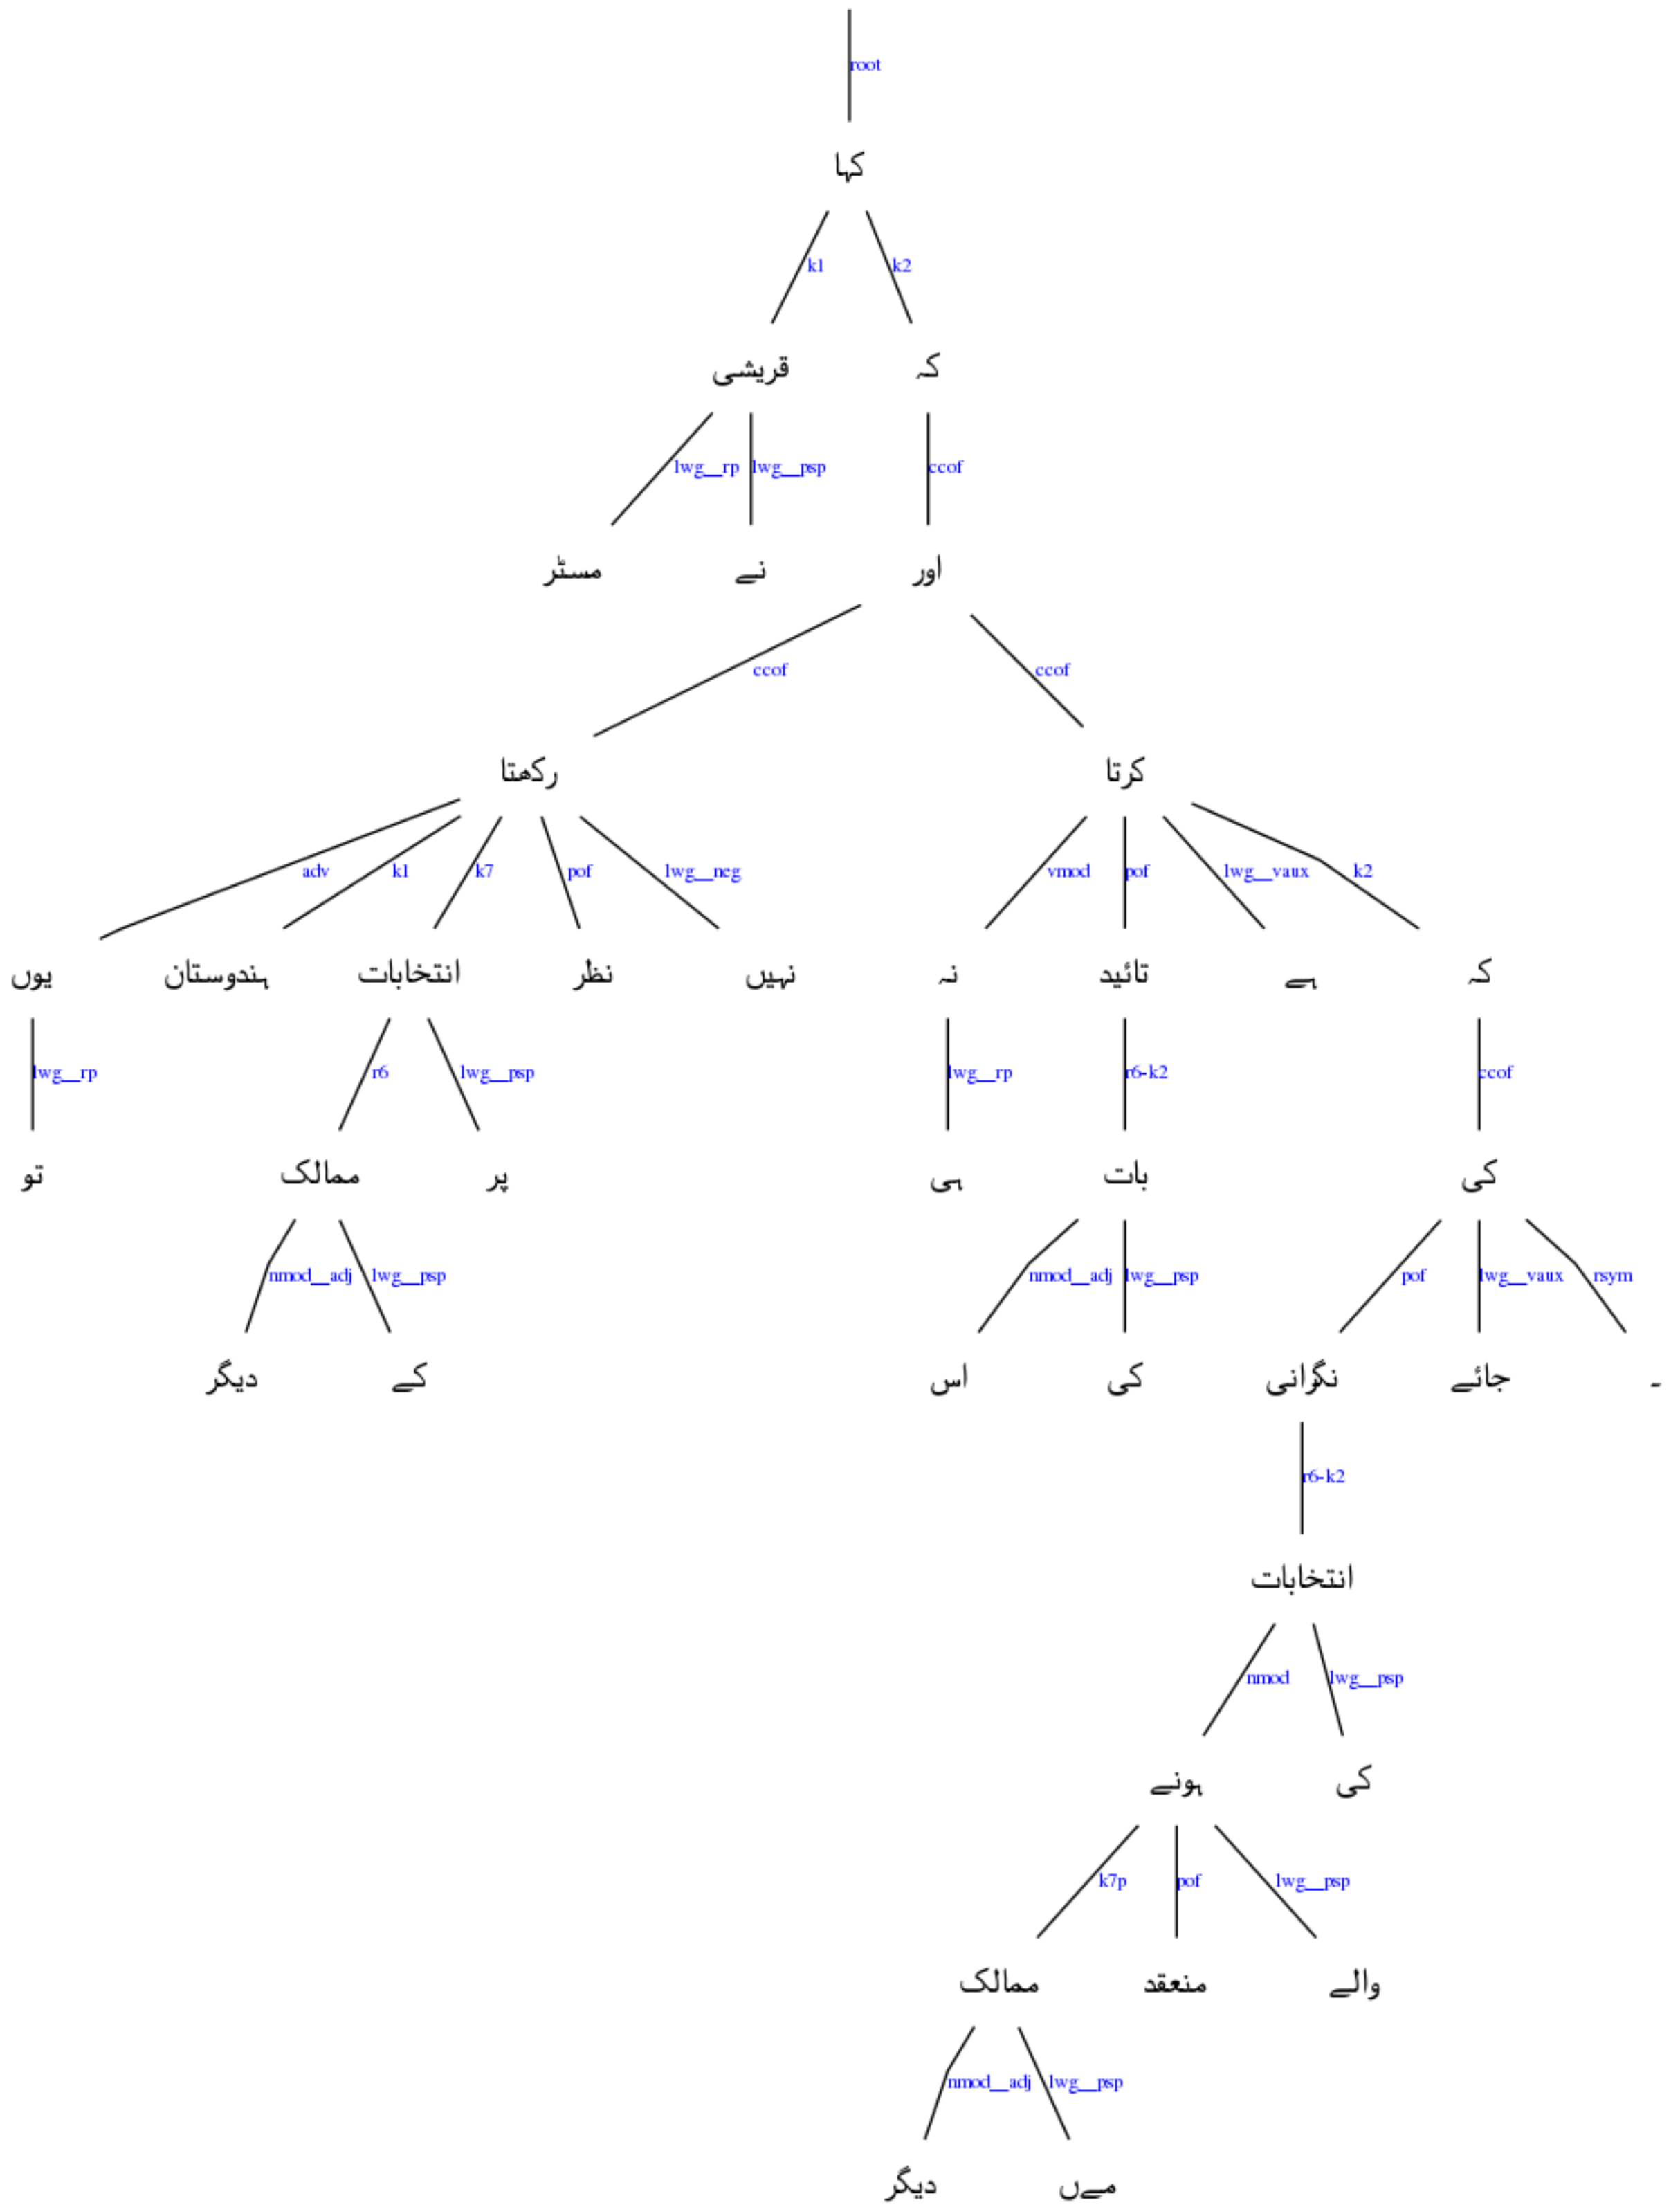 root
کہا
k1 k2
قریشی کہ
lwg__rp lwg__psp ccof
مسٹر نے اور
ccof ccof
رکھتا کرتا
adv k1 k7 pof lwg__neg vmod pof lwg__vaux k2
یوں ہندوستان انتخابات نظر نہیں نہ تائید ہے کہ
lwg__rp r6 lwg__psp lwg__rp r6-k2 ccof
تو ممالک پر ہی بات کی
nmod__adj lwg__psp nmod__adj lwg__psp pof lwg__vaux rsym
دیگر کے اس کی نگرانی جائے ۔
r6-k2
انتخابات
nmod lwg__psp
ہونے کی
k7p pof lwg__psp
ممالک منعقد والے
nmod__adj lwg__psp
دیگر مےں